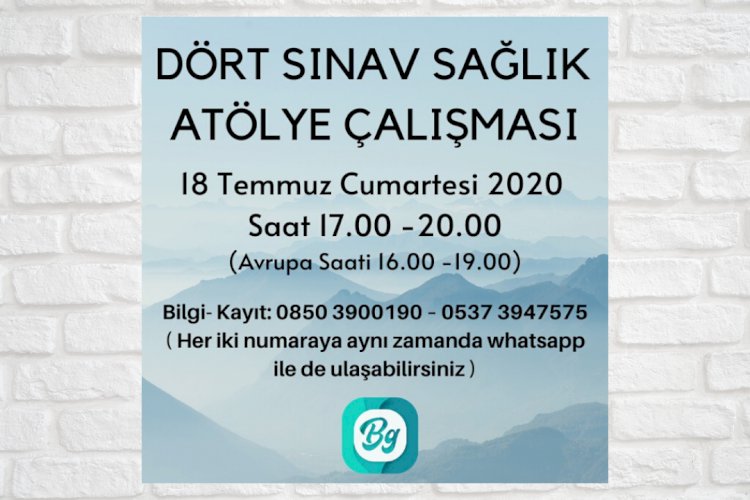 DÖRT SINAV SAĞLIK
ATÖLYE ÇALIŞMASI
18 Temmuz Cumartesi 2020
Saat 17.00 -20.00
(Avrupa Saati 16.00 -19.00)
Bilgi- Kayıt: 0850 3900190 - 0537 3947575
( Her iki numaraya aynı zamanda whatsapp
ile de ulaşabilirsiniz )
Bg